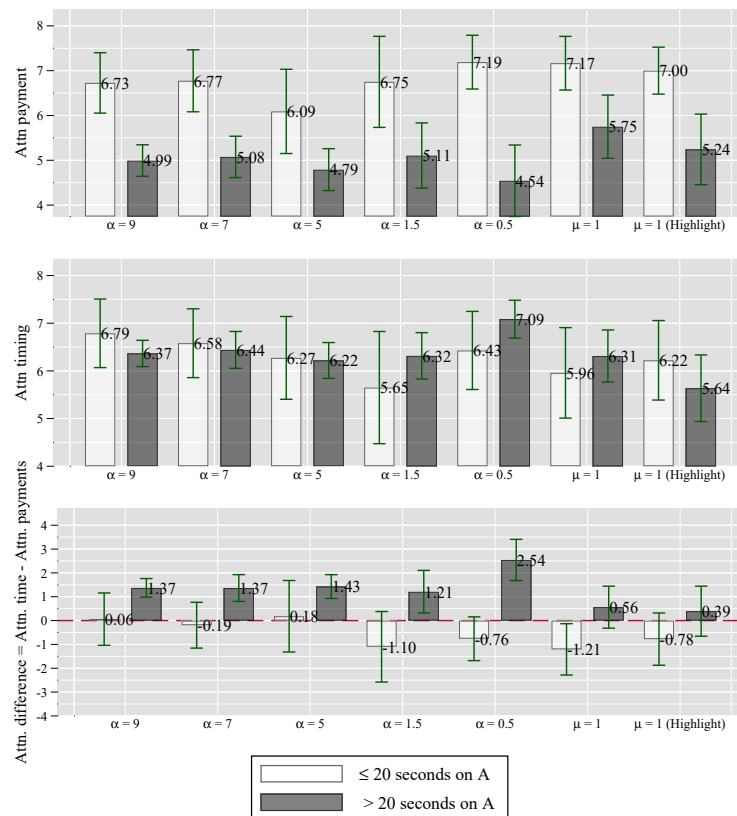 Attn payment
8
7
6
5
4
6.73 4.99 6.77 5.08 6.09 4.79 6.75 5.11 7.19 4.54 7.17 5.75 7.00 5.24
α = 9 α = 7 α = 5 α = 1.5 α = 0.5 μ = 1 μ = 1 (Highlight)
Attn timing
8
7
6
5
4
6.79 6.37 6.58 6.44 6.27 6.22 5.65 6.32 6.43 7.09 5.96 6.31 6.22 5.64
α = 9 α = 7 α = 5 α = 1.5 α = 0.5 μ = 1 μ = 1 (Highlight)
Attn. difference = Attn. time - Attn. payments
4
3
2
1
0
-1
-2
-3
-4
0.06 1.37 -0.19 1.37 0.18 1.43 -1.10 1.21 -0.76 2.54 -1.21 0.56 -0.78 0.39
α = 9 α = 7 α = 5 α = 1.5 α = 0.5 μ = 1 μ = 1 (Highlight)
≤ 20 seconds on A
> 20 seconds on A